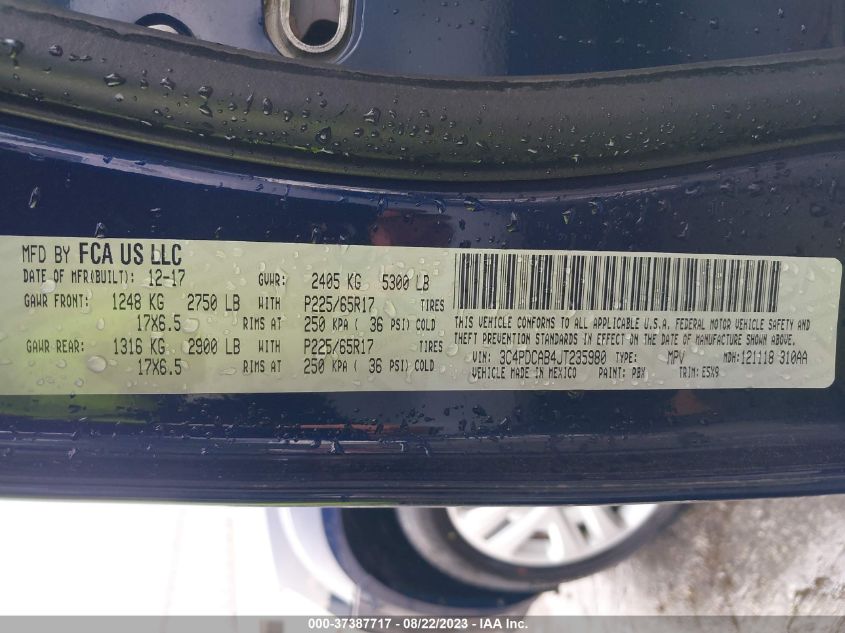 MFD BY FCA US LLC
DATE OF MFR(BUILT): 12-17 GVWR: 2405 KG 5300 LB
GAWR FRONT: 1248 KG 2750 LB WITH P225/65R17 TIRES
17X6.5 RIMS AT 250 KPA ( 36 PSI) COLD
GAWR REAR: 1316 KG 2900 LB WITH P225/65R17 TIRES
17X6.5 RIMS AT 250 KPA ( 36 PSI) COLD
THIS VEHICLE CONFORMS TO ALL APPLICABLE U.S.A. FEDERAL MOTOR VEHICLE SAFETY AND
THEFT PREVENTION STANDARDS IN EFFECT ON THE DATE OF MANUFACTURE SHOWN ABOVE.
VIN: 3C4PDCAB4JT235980 TYPE: MPV MDH: 121118 310AA
VEHICLE MADE IN MEXICO PAINT: PBX TRIM: E5X9
000-37387717 - 08/22/2023 - IAA Inc.